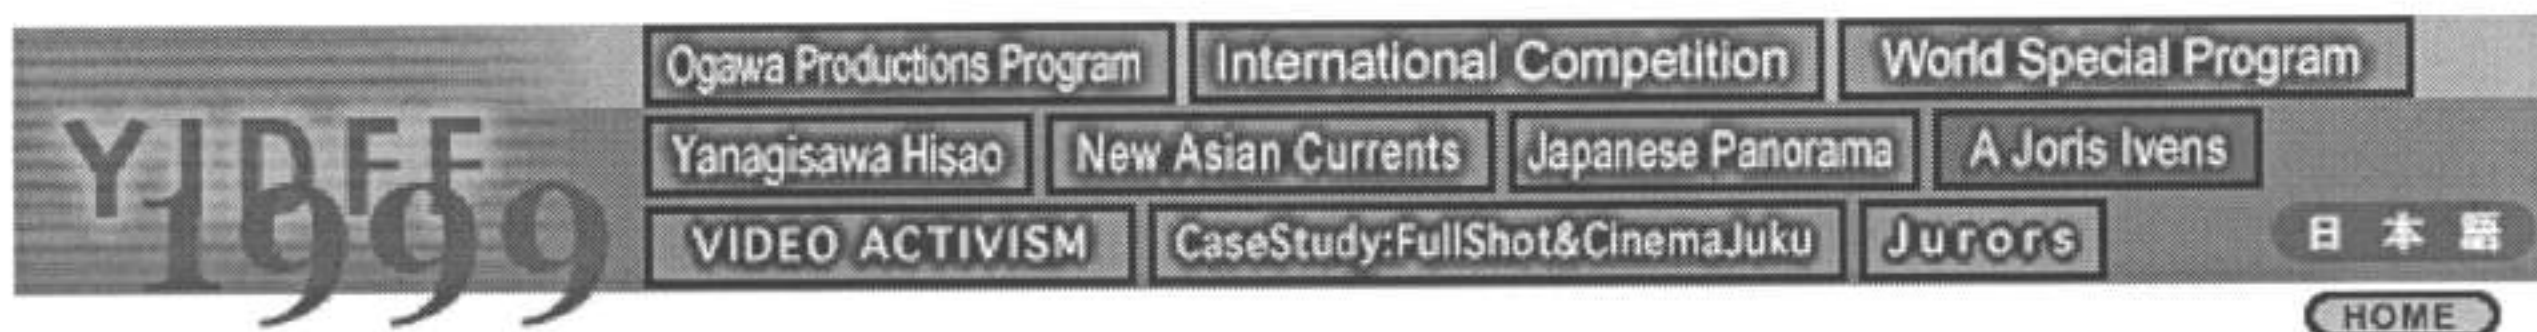 YIDFF
1999
Ogawa Productions Program International Competition World Special Program
Yanagisawa Hisao New Asian Currents Japanese Panorama A Joris Ivens
VIDEO ACTIVISM CaseStudy:FullShot&CinemaJuku Jurors
日本語
HOME